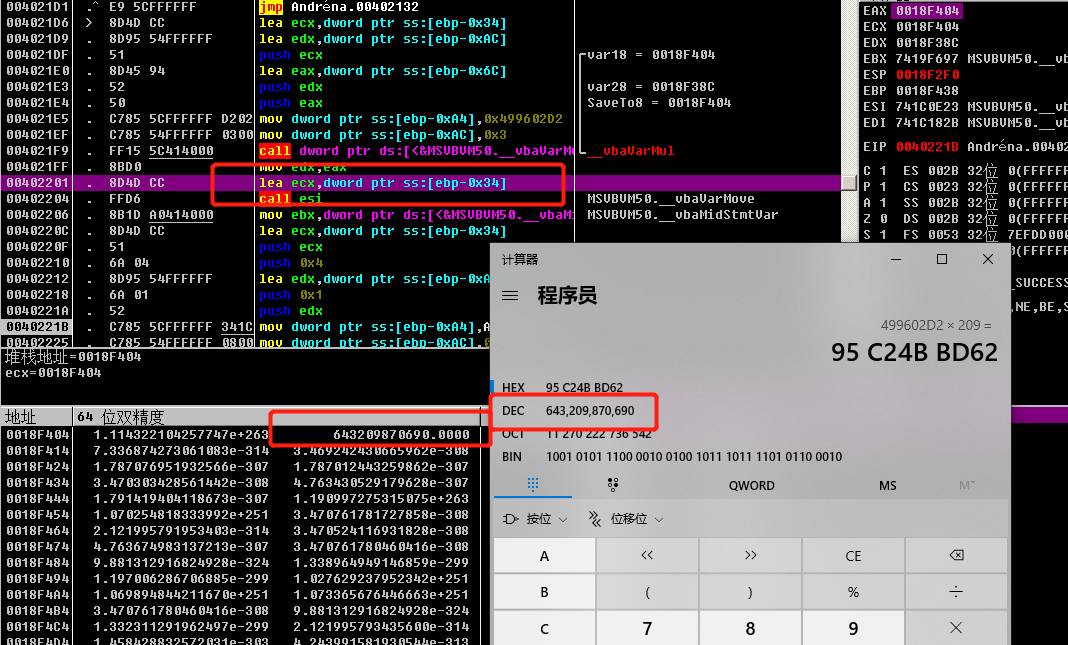 004021D1 .^ E9 5CFFFFFF jmp Andréna.00402132
004021D6 > 8D4D CC lea ecx,dword ptr ss:[ebp-0x34]
004021D9 . 8D95 54FFFFFF lea edx,dword ptr ss:[ebp-0xAC]
004021DF . 51 push ecx var18 = 0018F404
004021E0 . 8D45 94 lea eax,dword ptr ss:[ebp-0x6C]
004021E3 . 52 push edx var28 = 0018F38C
004021E4 . 50 push eax SaveTo8 = 0018F404
004021E5 . C785 5CFFFFFF D202 mov dword ptr ss:[ebp-0xA4],0x499602D2
004021EF . C785 54FFFFFF 0300 mov dword ptr ss:[ebp-0xAC],0x3
004021F9 . FF15 5C414000 call dword ptr ds:[<&MSVBVM50.__vbaVarM __vbaVarMul
004021FF . 8BD0 mov edx,eax
00402201 . 8D4D CC lea ecx,dword ptr ss:[ebp-0x34]
00402204 . FFD6 call esi MSVBVM50.__vbaVarMove
00402206 . 8B1D A0414000 mov ebx,dword ptr ds:[<&MSVBVM50.__vbaM MSVBVM50.__vbaMidStmtVar
0040220C . 8D4D CC lea ecx,dword ptr ss:[ebp-0x34]
0040220F . 51 push ecx
00402210 . 6A 04 push 0x4
00402212 . 8D95 54FFFFFF lea edx,dword ptr ss:[ebp
00402218 . 6A 01 push 0x1
0040221A . 52 push edx
0040221B . C785 5CFFFFFF 341C mov dword ptr ss:[ebp-0xA4],A
00402225 . C785 54FFFFFF 0800 mov dword ptr ss:[ebp-0xAC],
堆栈地址=0018F404
ecx=0018F404
EAX 0018F404
ECX 0018F404
EDX 0018F38C
EBX 7419F697 MSVBVM50.__vb
ESP 0018F2F0
EBP 0018F438
ESI 741C0E23 MSVBVM50.__vb
EDI 741C182B MSVBVM50.__vb
EIP 0040221B Andréna.0040
C 1 ES 002B 32位 0(FFFFFF
P 1 CS 0023 32位 0(FFFFFF
A 1 SS 002B 32位 0(FFFFFF
Z 0 DS 002B 32位 0(FFFFFF
S 1 FS 0053 32位 7EFDD000
(FFFFFF
_SUCCESS
,NE,BE,S
地址 64 位双精度
0018F404 1.114322104257747e+263 643209870690.0000
0018F414 7.336874273061083e-314 3.469242430665962e-308
0018F424 1.787076951932566e-307 1.787012443259862e-307
0018F434 3.470303428561442e-308 4.763430529179628e-307
0018F444 1.791419404118673e-307 1.190997275315075e+263
0018F454 1.070254818333992e+251 3.470761781727858e-308
0018F464 2.121995791953403e-314 3.470524116931828e-308
0018F474 4.763674983137213e-307 3.470761780460416e-308
0018F484 9.881312916824928e-324 1.338964949146859e-299
0018F494 1.197006286706885e-299 1.027629237952342e+251
0018F4A4 1.069894844211670e+251 1.073365676446663e+251
0018F4B4 3.470761780460416e-308 9.881312916824928e-324
0018F4C4 1.332311291962497e-299 2.121995793435600e-314
0018F4D4 1.458428832572031e-303 4.243991581930544e-313
计算器
程序员
499602D2 × 209 =
95 C24B BD62
HEX 95 C24B BD62
DEC 643,209,870,690
OCT 11 270 222 736 542
BIN 1001 0101 1100 0010 0100 1011 1011 1101 0110 0010
QWORD MS M
按位 位移位
A << >> CE
B ( ) % ÷
C 7 8 9 ×